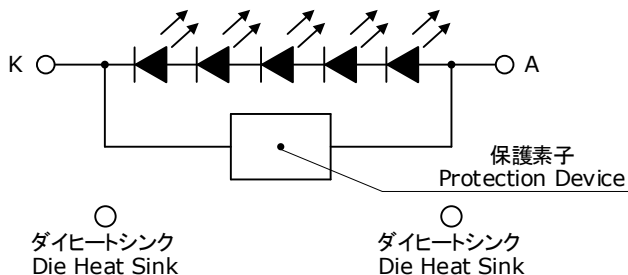 K
A
保護素子
Protection Device
ダイヒートシンク
Die Heat Sink
ダイヒートシンク
Die Heat Sink